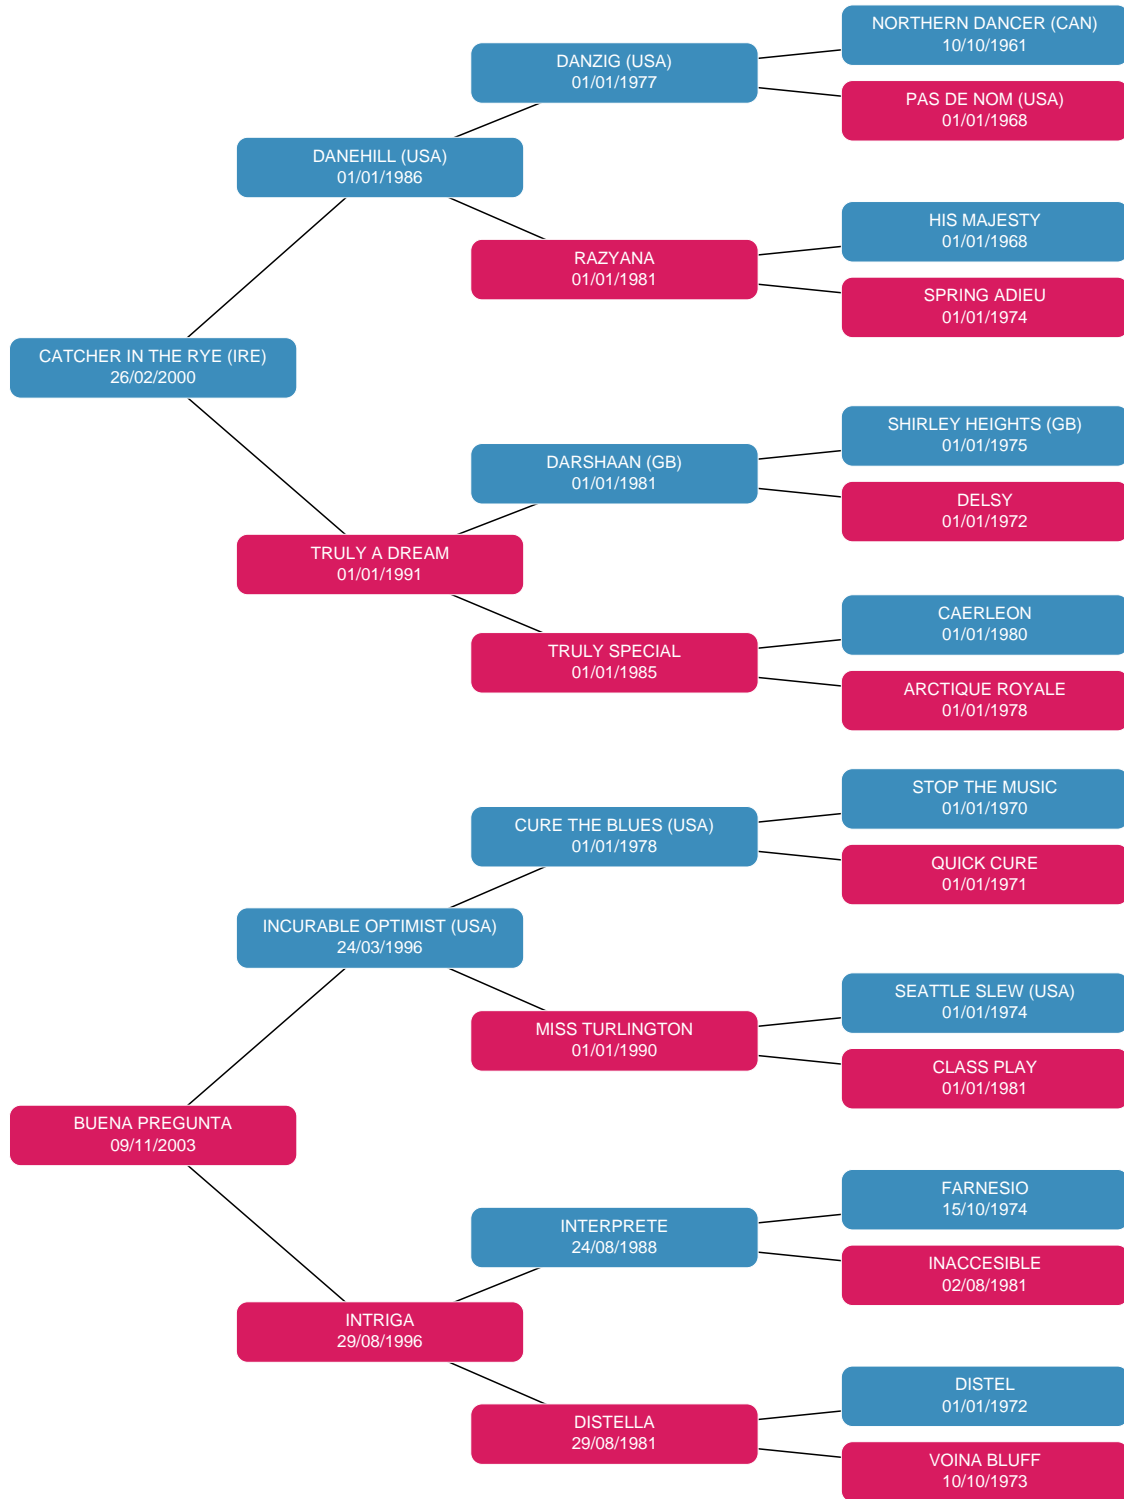 NORTHERN DANCER (CAN)
10/10/1961
DANZIG (USA)
01/01/1977
PAS DE NOM (USA)
01/01/1968
DANEHILL (USA)
01/01/1986
HIS MAJESTY
01/01/1968
RAZYANA
01/01/1981
SPRING ADIEU
01/01/1974
CATCHER IN THE RYE (IRE)
26/02/2000
SHIRLEY HEIGHTS (GB)
01/01/1975
DARSHAAN (GB)
01/01/1981
DELSY
01/01/1972
TRULY A DREAM
01/01/1991
CAERLEON
01/01/1980
TRULY SPECIAL
01/01/1985
ARCTIQUE ROYALE
01/01/1978
STOP THE MUSIC
01/01/1970
CURE THE BLUES (USA)
01/01/1978
QUICK CURE
01/01/1971
INCURABLE OPTIMIST (USA)
24/03/1996
SEATTLE SLEW (USA)
01/01/1974
MISS TURLINGTON
01/01/1990
CLASS PLAY
01/01/1981
BUENA PREGUNTA
09/11/2003
FARNESIO
15/10/1974
INTERPRETE
24/08/1988
INACCESIBLE
02/08/1981
INTRIGA
29/08/1996
DISTEL
01/01/1972
DISTELLA
29/08/1981
VOINA BLUFF
10/10/1973